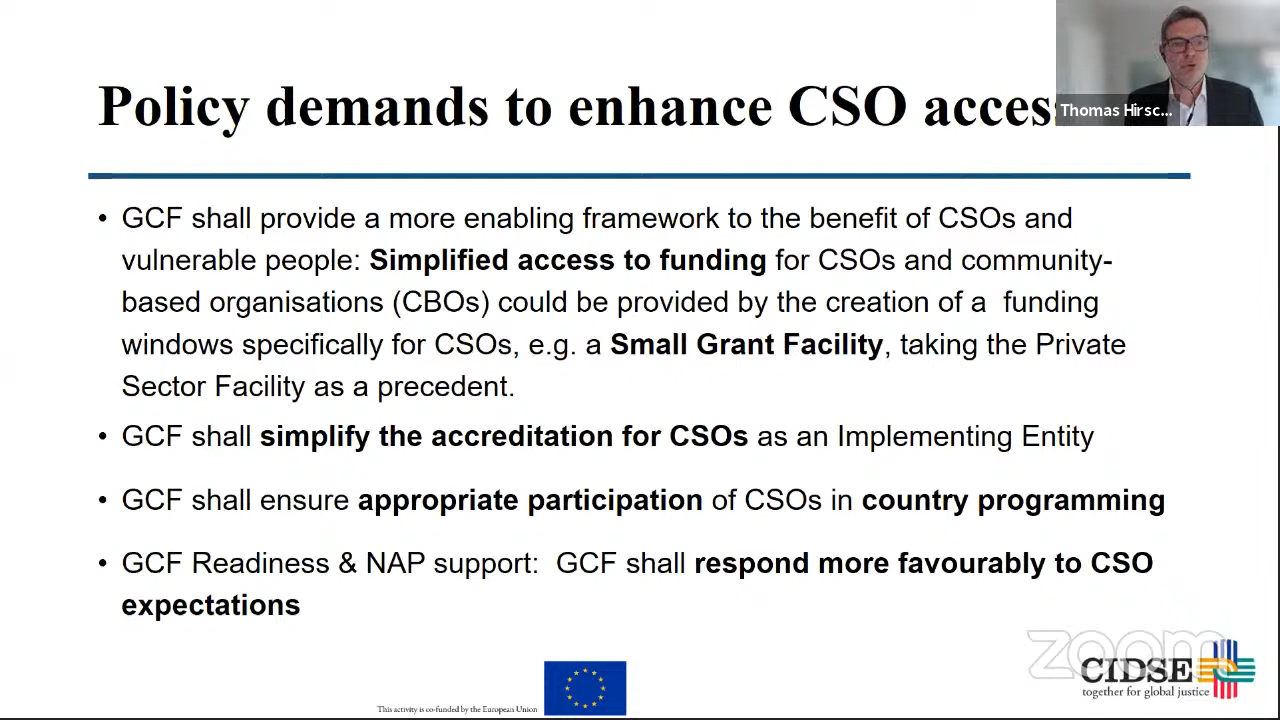 Policy demands to enhance CSO access
Thomas Hirsc...
• GCF shall provide a more enabling framework to the benefit of CSOs and
vulnerable people: Simplified access to funding for CSOs and community-
based organisations (CBOs) could be provided by the creation of a funding
windows specifically for CSOs, e.g. a Small Grant Facility, taking the Private
Sector Facility as a precedent.
• GCF shall simplify the accreditation for CSOs as an Implementing Entity
• GCF shall ensure appropriate participation of CSOs in country programming
• GCF Readiness & NAP support: GCF shall respond more favourably to CSO
expectations
zoom
CIDSE
together for global justice
This activity is co-funded by the European Union